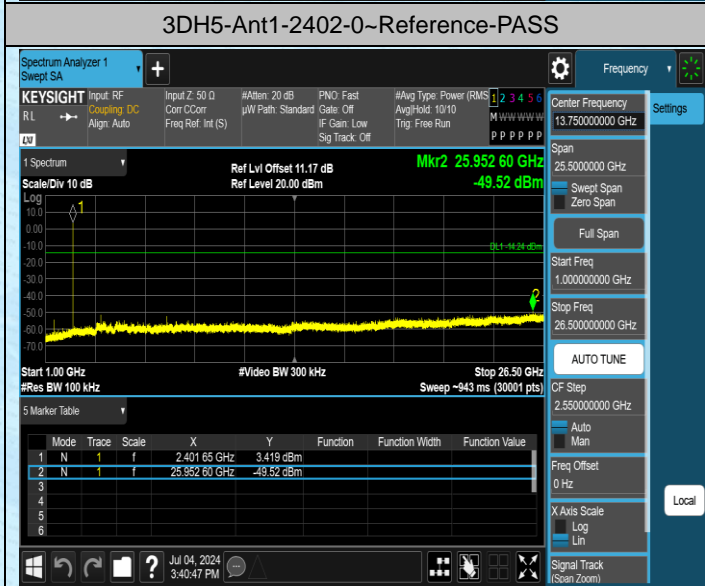 3DH5-Ant1-2402-0~Reference-PASS
Spectrum Analyzer 1
Swept SA
+
Frequency
KEYSIGHT
RL
LXI
Input: RF
Coupling: DC
Align: Auto
Input Z: 50 Ω
Corr CCorr
Freq Ref: Int (S)
#Atten: 20 dB
µW Path: Standard
PNO: Fast
Gate: Off
IF Gain: Low
Sig Track: Off
#Avg Type: Power (RMS
Avg|Hold: 10/10
Trig: Free Run
1 2 3 4 5 6
M W W W W W
P P P P P P
1 Spectrum
Scale/Div 10 dB
Ref Lvl Offset 11.17 dB
Ref Level 20.00 dBm
Mkr2 25.952 60 GHz
-49.52 dBm
Log
10.0
0.00
-10.0
-20.0
-30.0
-40.0
-50.0
-60.0
-70.0
1
DL1 -14.24 dBm
2
Start 1.00 GHz
#Res BW 100 kHz
#Video BW 300 kHz
Stop 26.50 GHz
Sweep ~943 ms (30001 pts)
5 Marker Table
Mode Trace Scale X Y Function Function Width Function Value
1 N 1 f 2.401 65 GHz 3.419 dBm
2 N 1 f 25.952 60 GHz -49.52 dBm
3
4
5
6
Jul 04, 2024
3:40:47 PM
Center Frequency
13.750000000 GHz
Settings
Span
25.5000000 GHz
Swept Span
Zero Span
Full Span
Start Freq
1.000000000 GHz
Stop Freq
26.500000000 GHz
AUTO TUNE
CF Step
2.550000000 GHz
Auto
Man
Freq Offset
0 Hz
X Axis Scale
Log
Lin
Local
Signal Track
(Span Zoom)